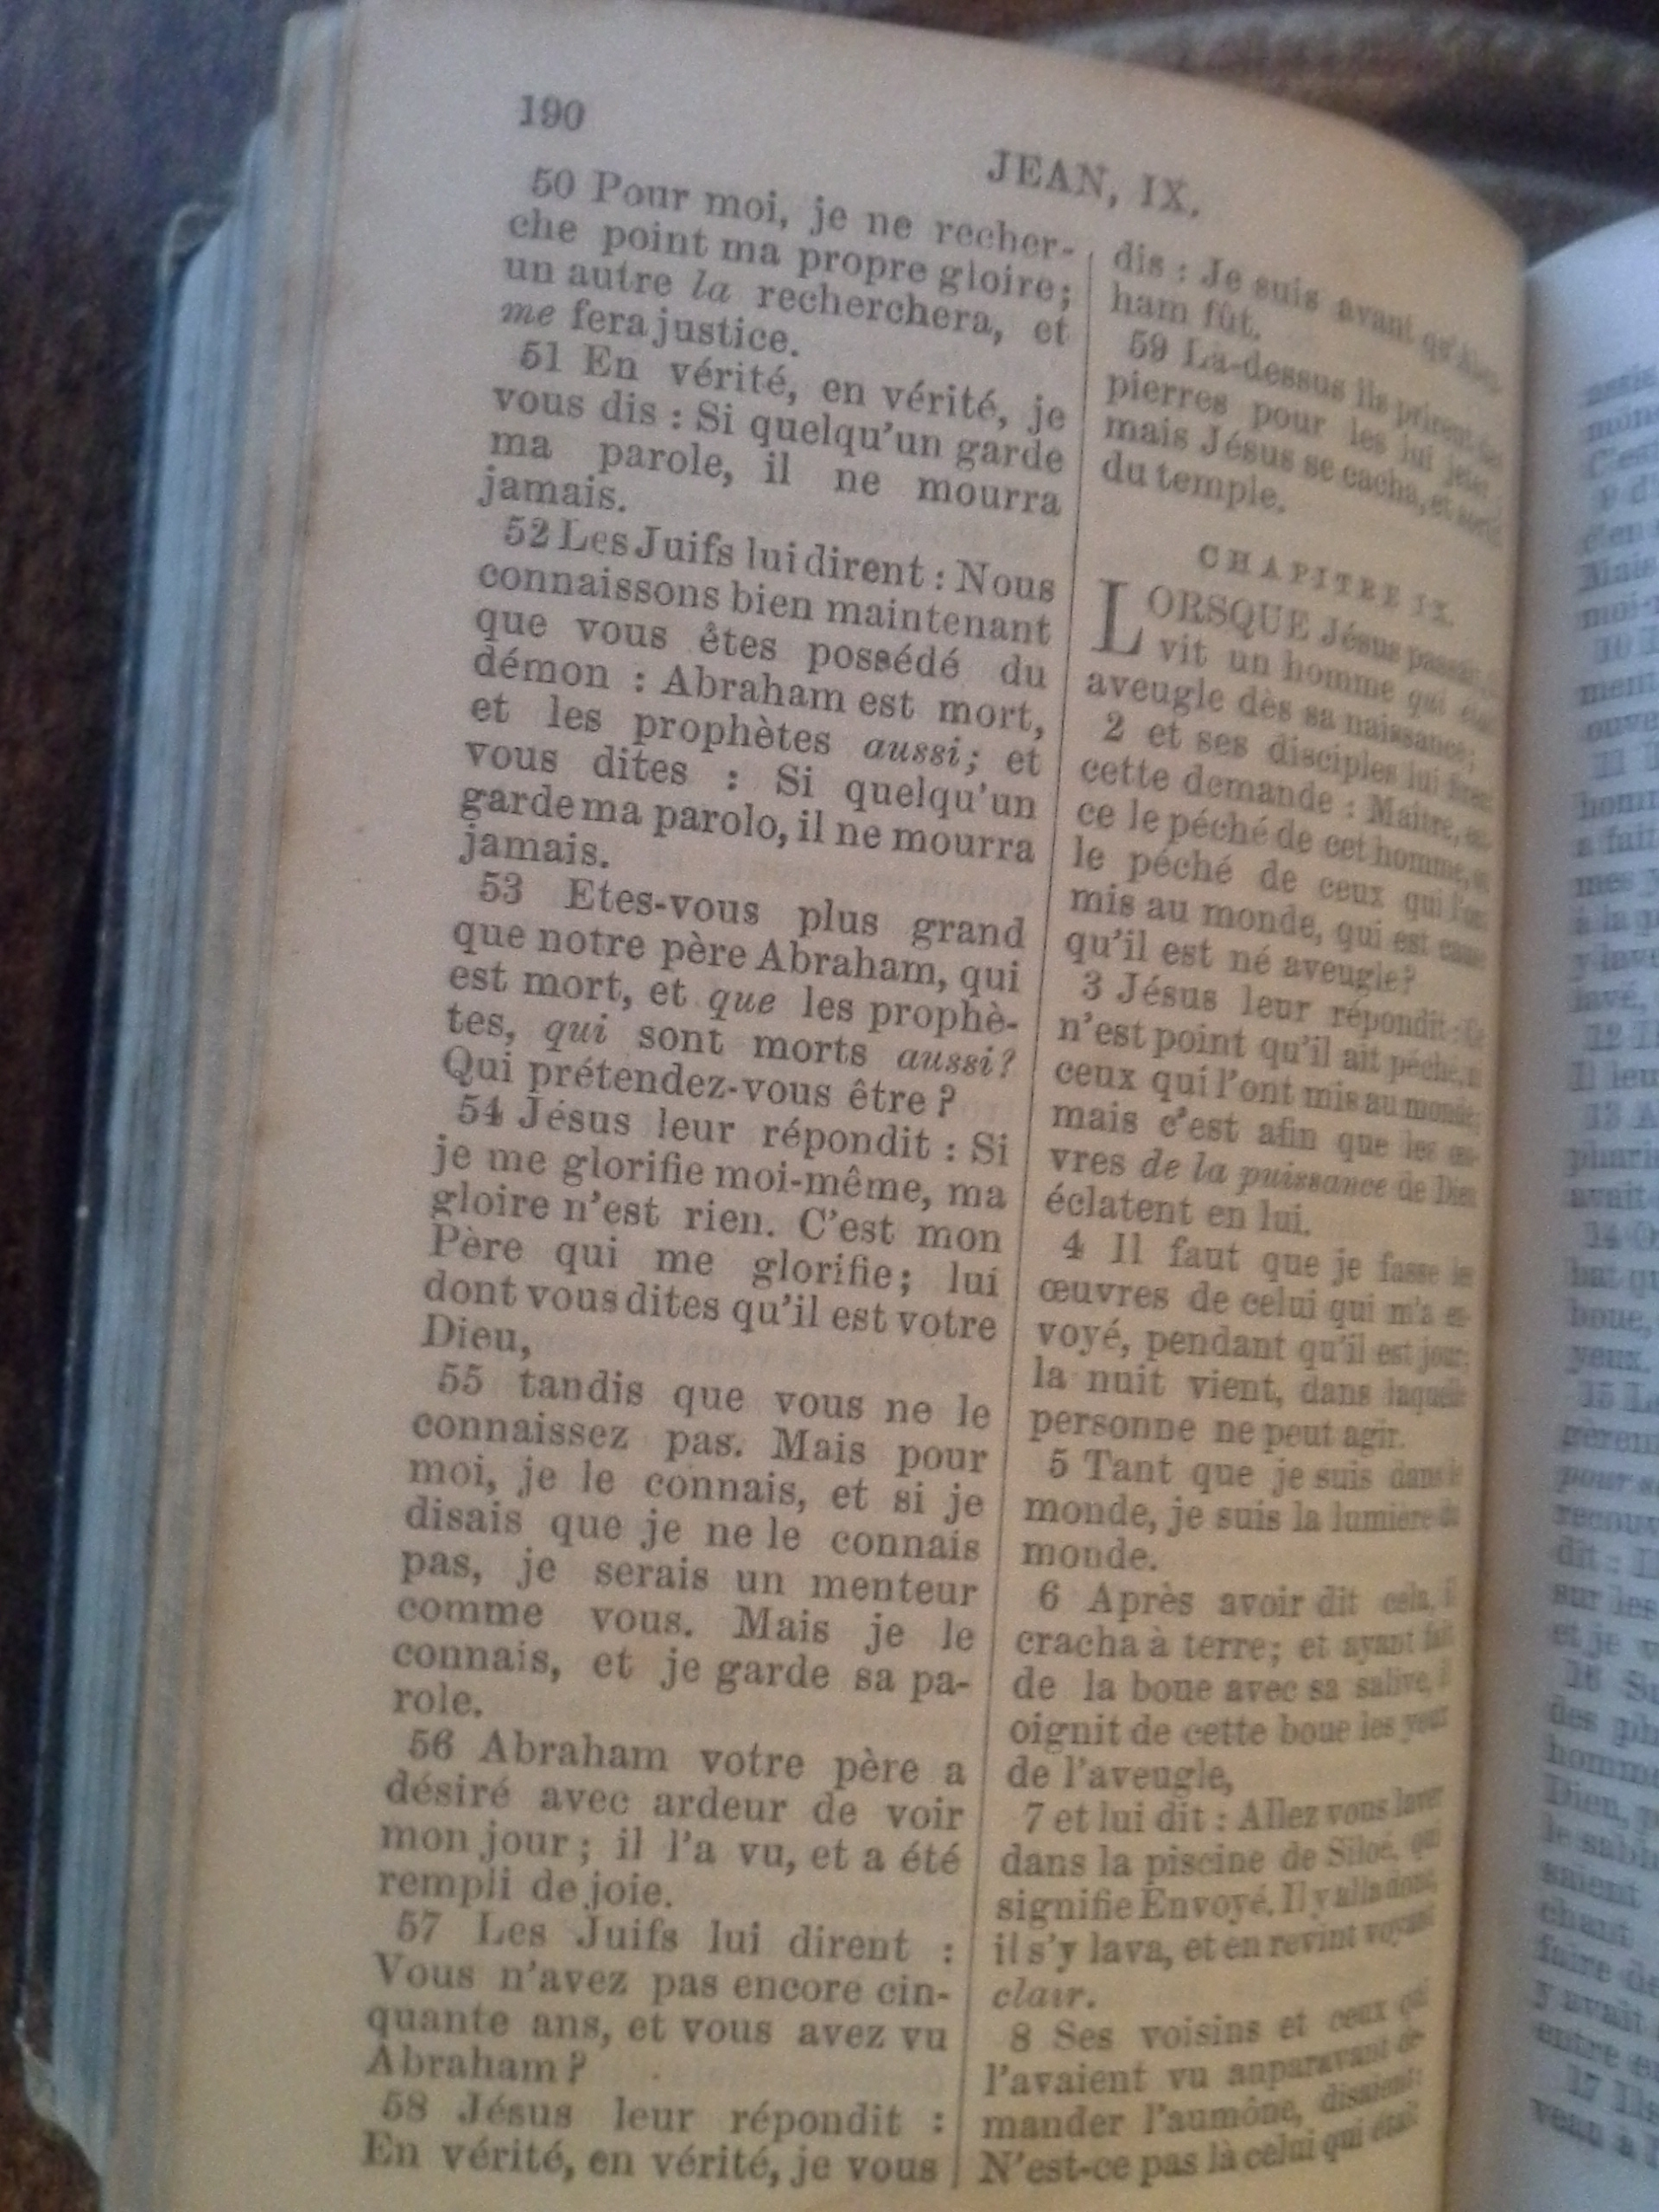 190
JEAN, IX.
50 Pour moi, je ne recher-
che point ma propre gloire;
un autre la recherchera, et
me fera justice.
51 En vérité, en vérité, je
vous dis : Si quelqu'un garde
ma parole, il ne mourra
jamais.
52 Les Juifs lui dirent : Nous
connaissons bien maintenant
que vous êtes possédé du
démon : Abraham est mort,
et les prophètes aussi; et
vous dites : Si quelqu'un
garde ma parolo, il ne mourra
jamais.
53 Etes-vous plus grand
que notre père Abraham, qui
est mort, et que les prophè-
tes, qui sont morts aussi?
Qui prétendez-vous être ?
54 Jésus leur répondit : Si
je me glorifie moi-même, ma
gloire n'est rien. C'est mon
Père qui me glorifie; lui
dont vous dites qu'il est votre
Dieu,
55 tandis que vous ne le
connaissez pas. Mais pour
moi, je le connais, et si je
disais que je ne le connais
pas, je serais un menteur
comme vous. Mais je le
connais, et je garde sa pa-
role.
56 Abraham votre père a
désiré avec ardeur de voir
mon jour ; il l'a vu, et a été
rempli de joie.
57 Les Juifs lui dirent :
Vous n'avez pas encore cin-
quante ans, et vous avez vu
Abraham ?
58 Jésus leur répondit :
En vérité, en vérité, je vous
dis : Je suis avant
ham fût.
59 Là-dessus ils prirent des
pierres pour les lui jeter :
mais Jésus se cacha, et sortit
du temple.
CHAPITRE IX.
LORSQUE Jésus passait,
vit un homme qui était
aveugle dès sa naissance;
2 et ses disciples lui firent
cette demande : Maître,
ce le péché de cet homme,
le péché de ceux qui l'ont
mis au monde, qui est cause
qu'il est né aveugle?
3 Jésus leur répondit :
n'est point qu'il ait péché,
ceux qui l'ont mis au monde;
mais c'est afin que les œu-
vres de la puissance de Dieu
éclatent en lui.
4 Il faut que je fasse les
œuvres de celui qui m'a en-
voyé, pendant qu'il est jour:
la nuit vient, dans laquelle
personne ne peut agir.
5 Tant que je suis dans le
monde, je suis la lumière du
monde.
6 Après avoir dit cela, il
cracha à terre; et ayant fait
de la boue avec sa salive, il
oignit de cette boue les yeux
de l'aveugle,
7 et lui dit : Allez vous laver
dans la piscine de Siloé, qui
signifie Envoyé. Il y alla donc,
il s'y lava, et en revint voyant
clair.
8 Ses voisins et ceux qui
l'avaient vu auparavant de-
mander l'aumône, disaient:
N'est-ce pas là celui qui était